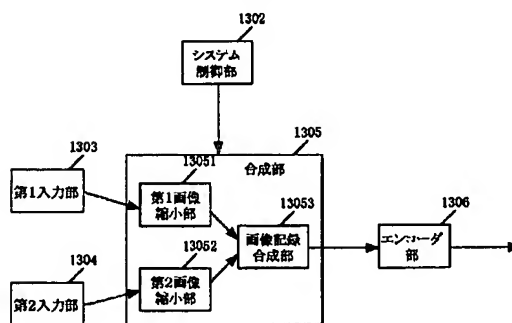 1302
システム
制御部
1305
合成部
1303
第1入力部
13051
第1画像
縮小部
13053
画像記録
合成部
1306
エンコーダ
部
1304
第2入力部
13052
第2画像
縮小部